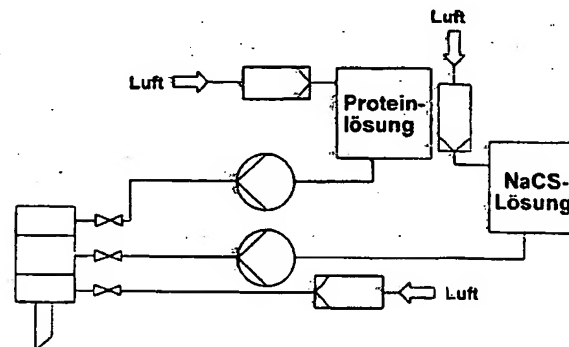 Luft
Luft
Protein-
lösung
NaCS-
Lösung
Luft